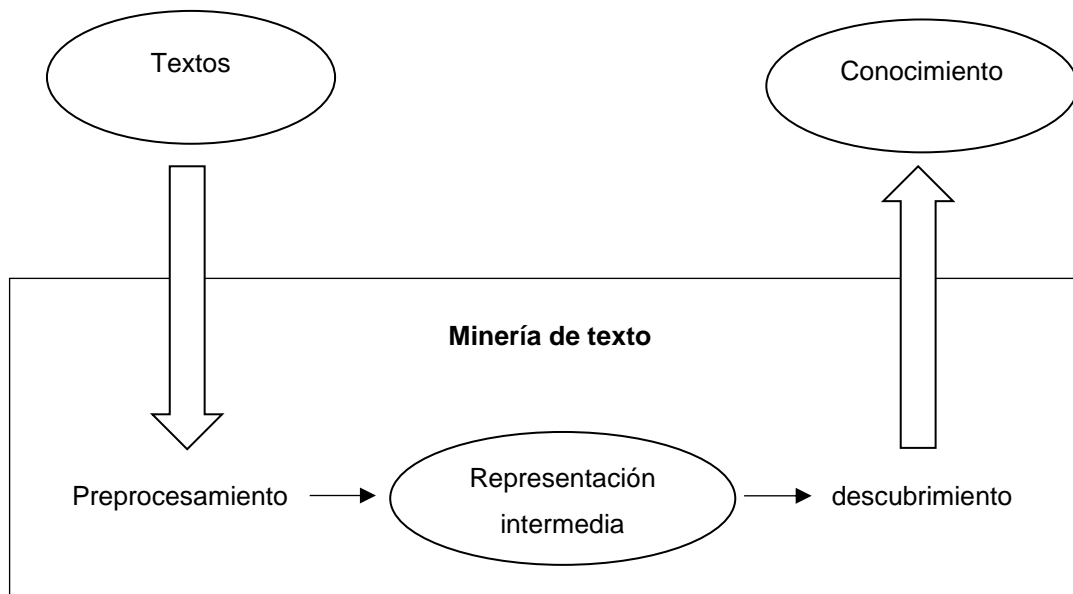 Textos
Conocimiento
Minería de texto
Preprocesamiento
Representación
intermedia
descubrimiento